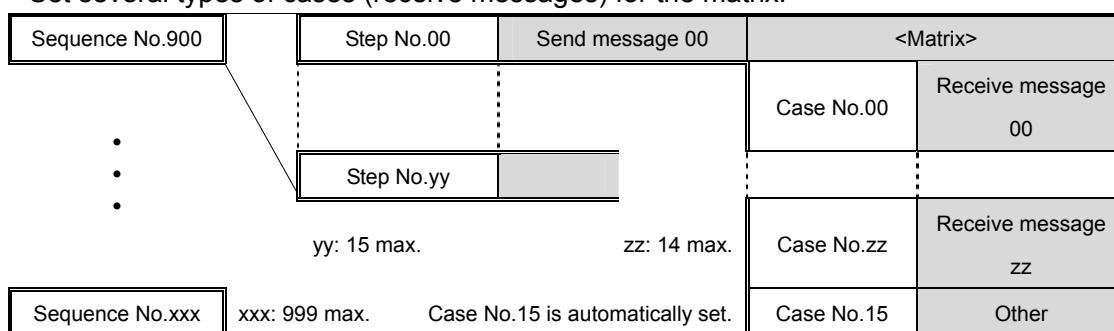 Set several types of cases (receive messages) for the matrix.
Sequence No.900 Step No.00 Send message 00 <Matrix>
Case No.00 Receive message
00
•
•
•
Step No.yy
yy: 15 max. zz: 14 max. Case No.zz Receive message
zz
Sequence No.xxx xxx: 999 max. Case No.15 is automatically set. Case No.15 Other